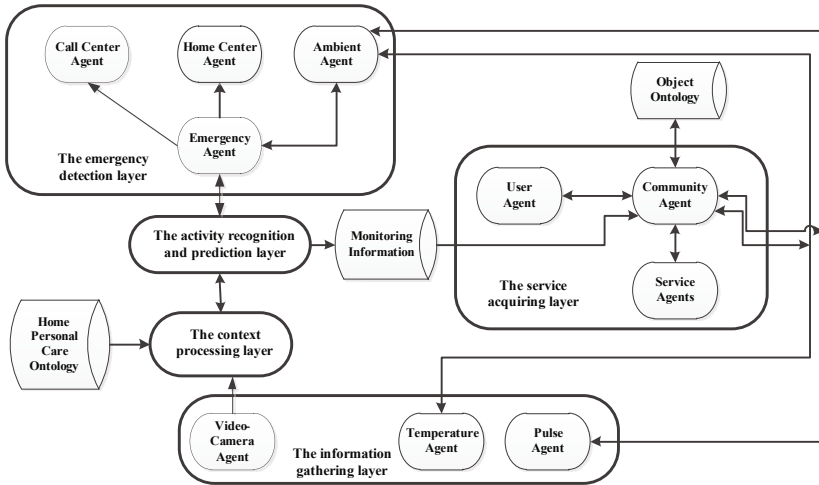 Call Center
Agent
Home Center
Agent
Ambient
Agent
Emergency
Agent
The emergency
detection layer
Object
Ontology
User
Agent
Community
Agent
Service
Agents
The service
acquiring layer
The activity recognition
and prediction layer
Monitoring
Information
Home
Personal
Care
Ontology
The context
processing layer
Video-
Camera
Agent
The information
gathering layer
Temperature
Agent
Pulse
Agent